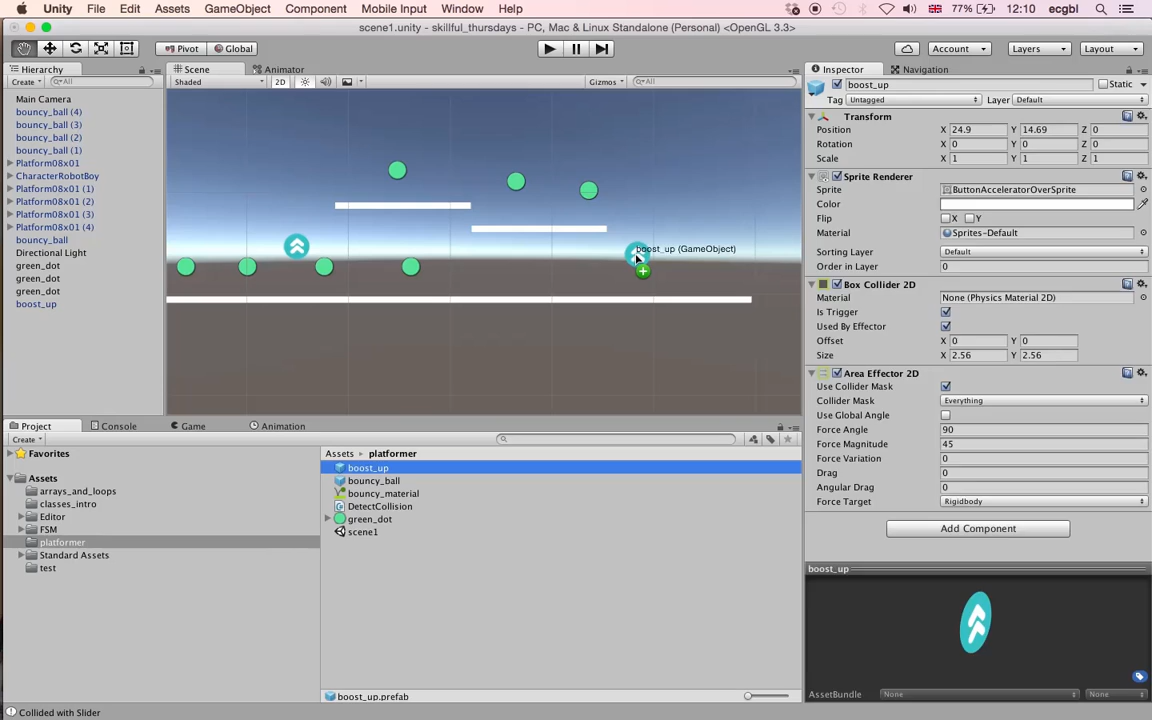 Unity File Edit Assets GameObject Component Mobile Input Window Help 77% 12:10 ecgbl
scene1.unity - skillful_thursdays - PC, Mac & Linux Standalone (Personal) <OpenGL 3.3>
Pivot Global Account Layers Layout
Hierarchy Scene Animator Inspector Navigation
Create All Shaded 2D Gizmos All boost_up Static
Tag Untagged Layer Default
Main Camera
bouncy_ball (4)
bouncy_ball (3)
bouncy_ball (2)
bouncy_ball (1)
Platform08x01
CharacterRobotBoy
Platform08x01 (1)
Platform08x01 (2)
Platform08x01 (3)
Platform08x01 (4)
bouncy_ball
Directional Light
green_dot
green_dot
green_dot
boost_up
boost_up (GameObject)
Transform
Position X 24.9 Y 14.69 Z 0
Rotation X 0 Y 0 Z 0
Scale X 1 Y 1 Z 1
Sprite Renderer
Sprite ButtonAcceleratorOverSprite
Color
Flip X Y
Material Sprites-Default
Sorting Layer Default
Order in Layer 0
Box Collider 2D
Material None (Physics Material 2D)
Is Trigger
Used By Effector
Offset X 0 Y 0
Size X 2.56 Y 2.56
Area Effector 2D
Use Collider Mask
Collider Mask Everything
Use Global Angle
Force Angle 90
Force Magnitude 45
Force Variation 0
Drag 0
Angular Drag 0
Force Target Rigidbody
Add Component
Project Console Game Animation
Create
Favorites
Assets
arrays_and_loops
classes_intro
Editor
FSM
platformer
Standard Assets
test
Assets platformer
boost_up
bouncy_ball
bouncy_material
DetectCollision
green_dot
scene1
boost_up.prefab
boost_up
AssetBundle None None
Collided with Slider